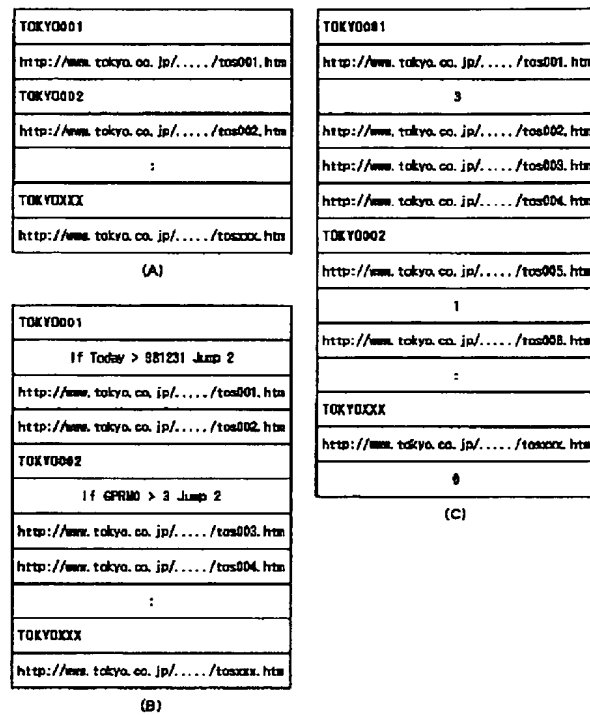 TOKYO001
http://www.tokyo.co.jp/...../tos001.htm
TOKYO002
http://www.tokyo.co.jp/...../tos002.htm
:
TOKYOXXX
http://www.tokyo.co.jp/...../tosxxx.htm
(A)
TOKYO001
If Today > 981231 Jump 2
http://www.tokyo.co.jp/...../tos001.htm
http://www.tokyo.co.jp/...../tos002.htm
TOKYO002
If GPRM0 > 3 Jump 2
http://www.tokyo.co.jp/...../tos003.htm
http://www.tokyo.co.jp/...../tos004.htm
:
TOKYOXXX
http://www.tokyo.co.jp/...../tosxxx.htm
(B)
TOKYO001
http://www.tokyo.co.jp/...../tos001.htm
3
http://www.tokyo.co.jp/...../tos002.htm
http://www.tokyo.co.jp/...../tos003.htm
http://www.tokyo.co.jp/...../tos004.htm
TOKYO002
http://www.tokyo.co.jp/...../tos005.htm
1
http://www.tokyo.co.jp/...../tos006.htm
:
TOKYOXXX
http://www.tokyo.co.jp/...../tosxxx.htm
0
(C)